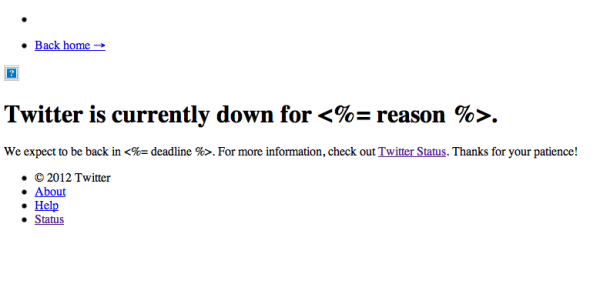 Back home →
Twitter is currently down for <%= reason %>.
We expect to be back in <%= deadline %>. For more information, check out Twitter Status. Thanks for your patience!
© 2012 Twitter
About
Help
Status